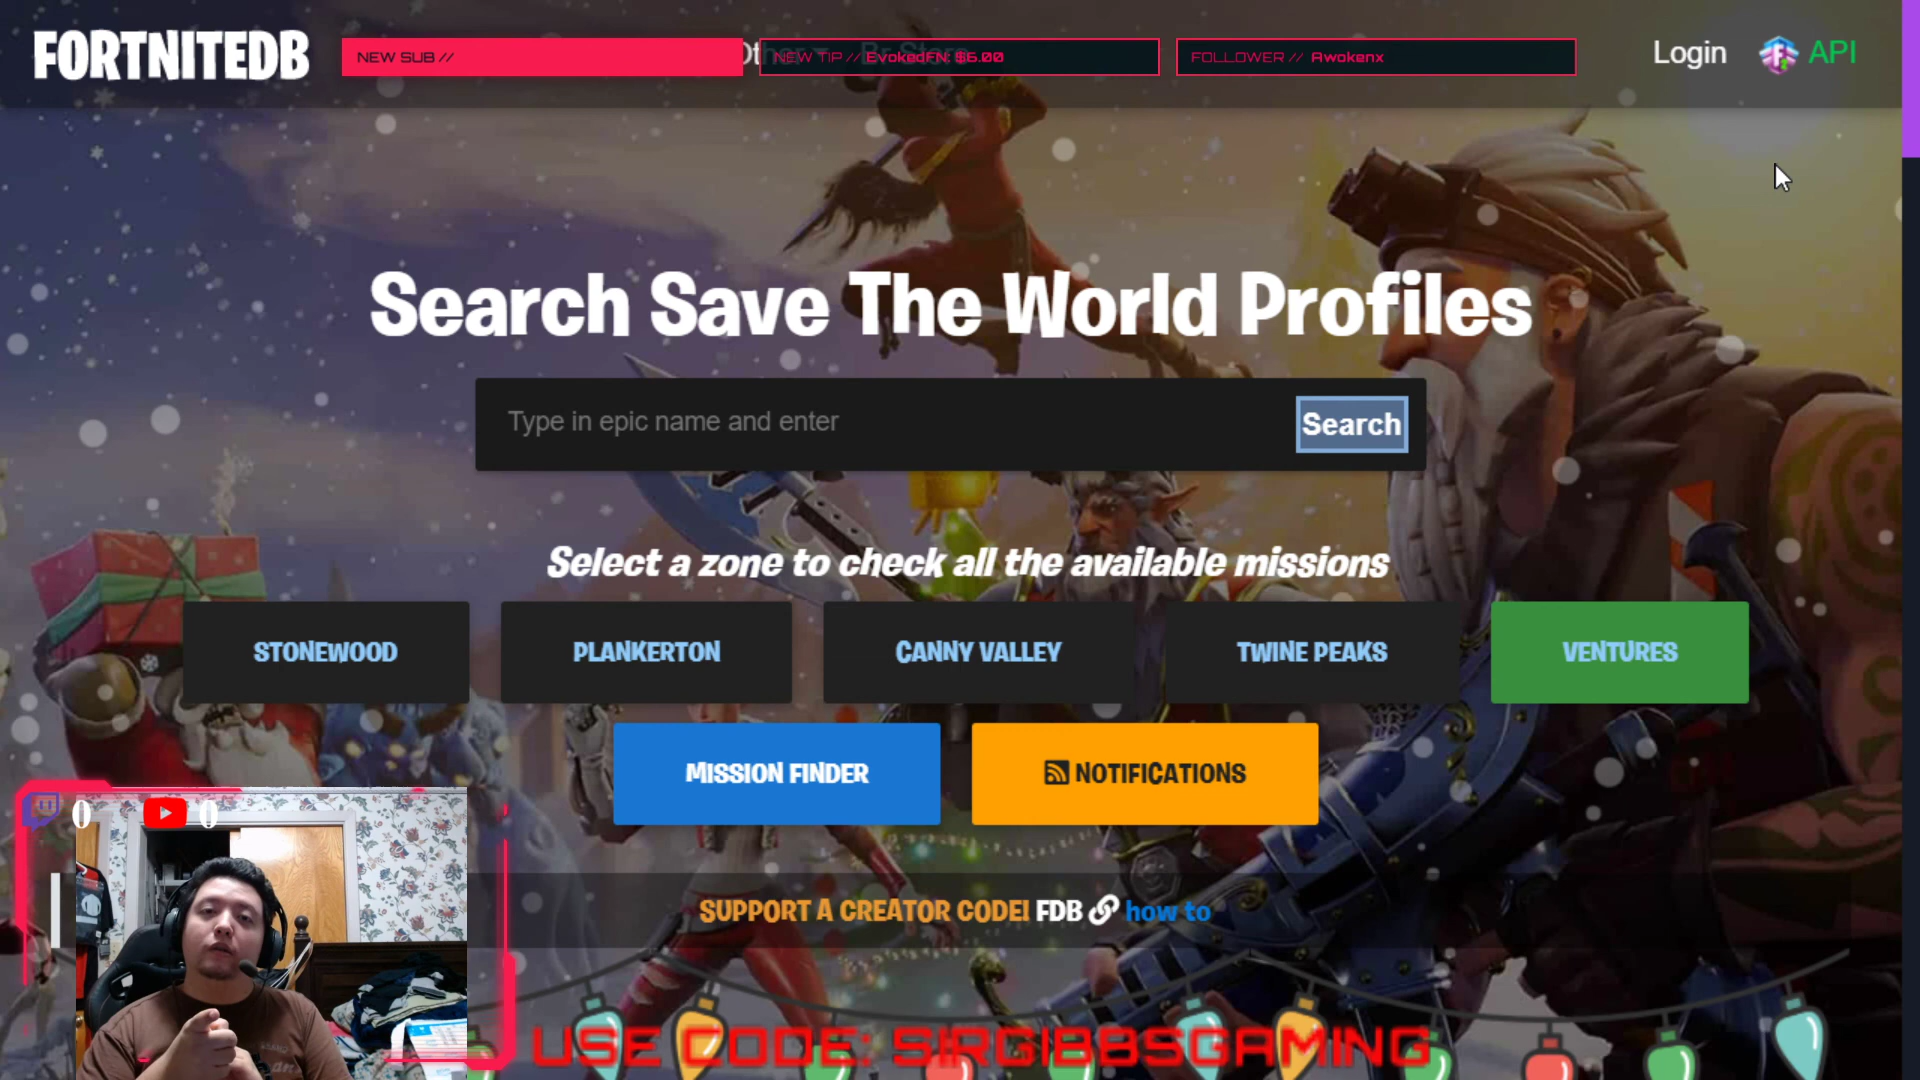 FORTNITEDB
NEW SUB //
NEW TIP // EvokedFN: $6.00
FOLLOWER // Awakenx
Login
API
Search Save The World Profiles
Type in epic name and enter
Search
Select a zone to check all the available missions
STONEWOOD
PLANKERTON
CANNY VALLEY
TWINE PEAKS
VENTURES
MISSION FINDER
NOTIFICATIONS
0
0
SUPPORT A CREATOR CODE! FDB how to
USE CODE: SIRGIBBSGAMING